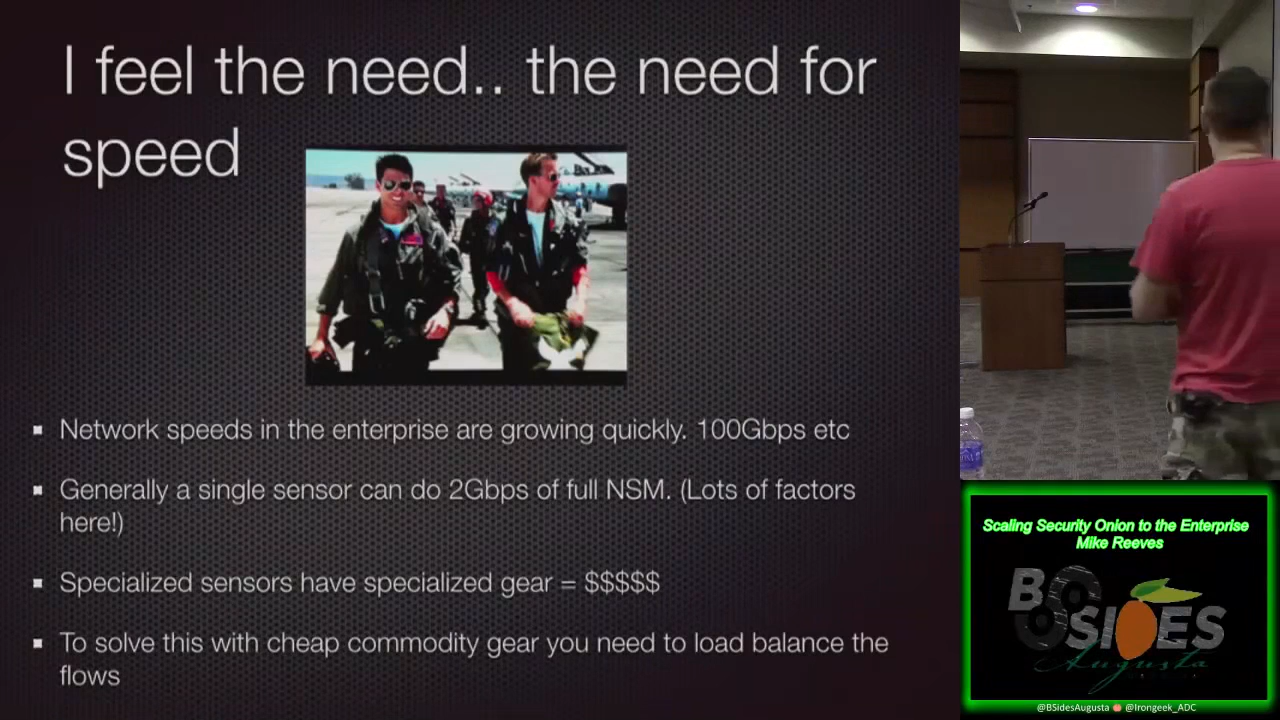 I feel the need.. the need for
speed
Network speeds in the enterprise are growing quickly. 100Gbps etc
Generally a single sensor can do 2Gbps of full NSM. (Lots of factors
here!)
Specialized sensors have specialized gear = $$$$$
To solve this with cheap commodity gear you need to load balance the
flows
Scaling Security Onion to the Enterprise
Mike Reeves
BSIDES
Augusta
@BSidesAugusta @Irongeek_ADC